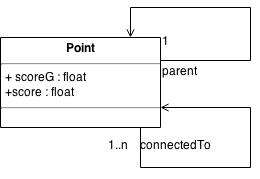 Point
1
parent
+ scoreG : float
+score : float
1..n connectedTo